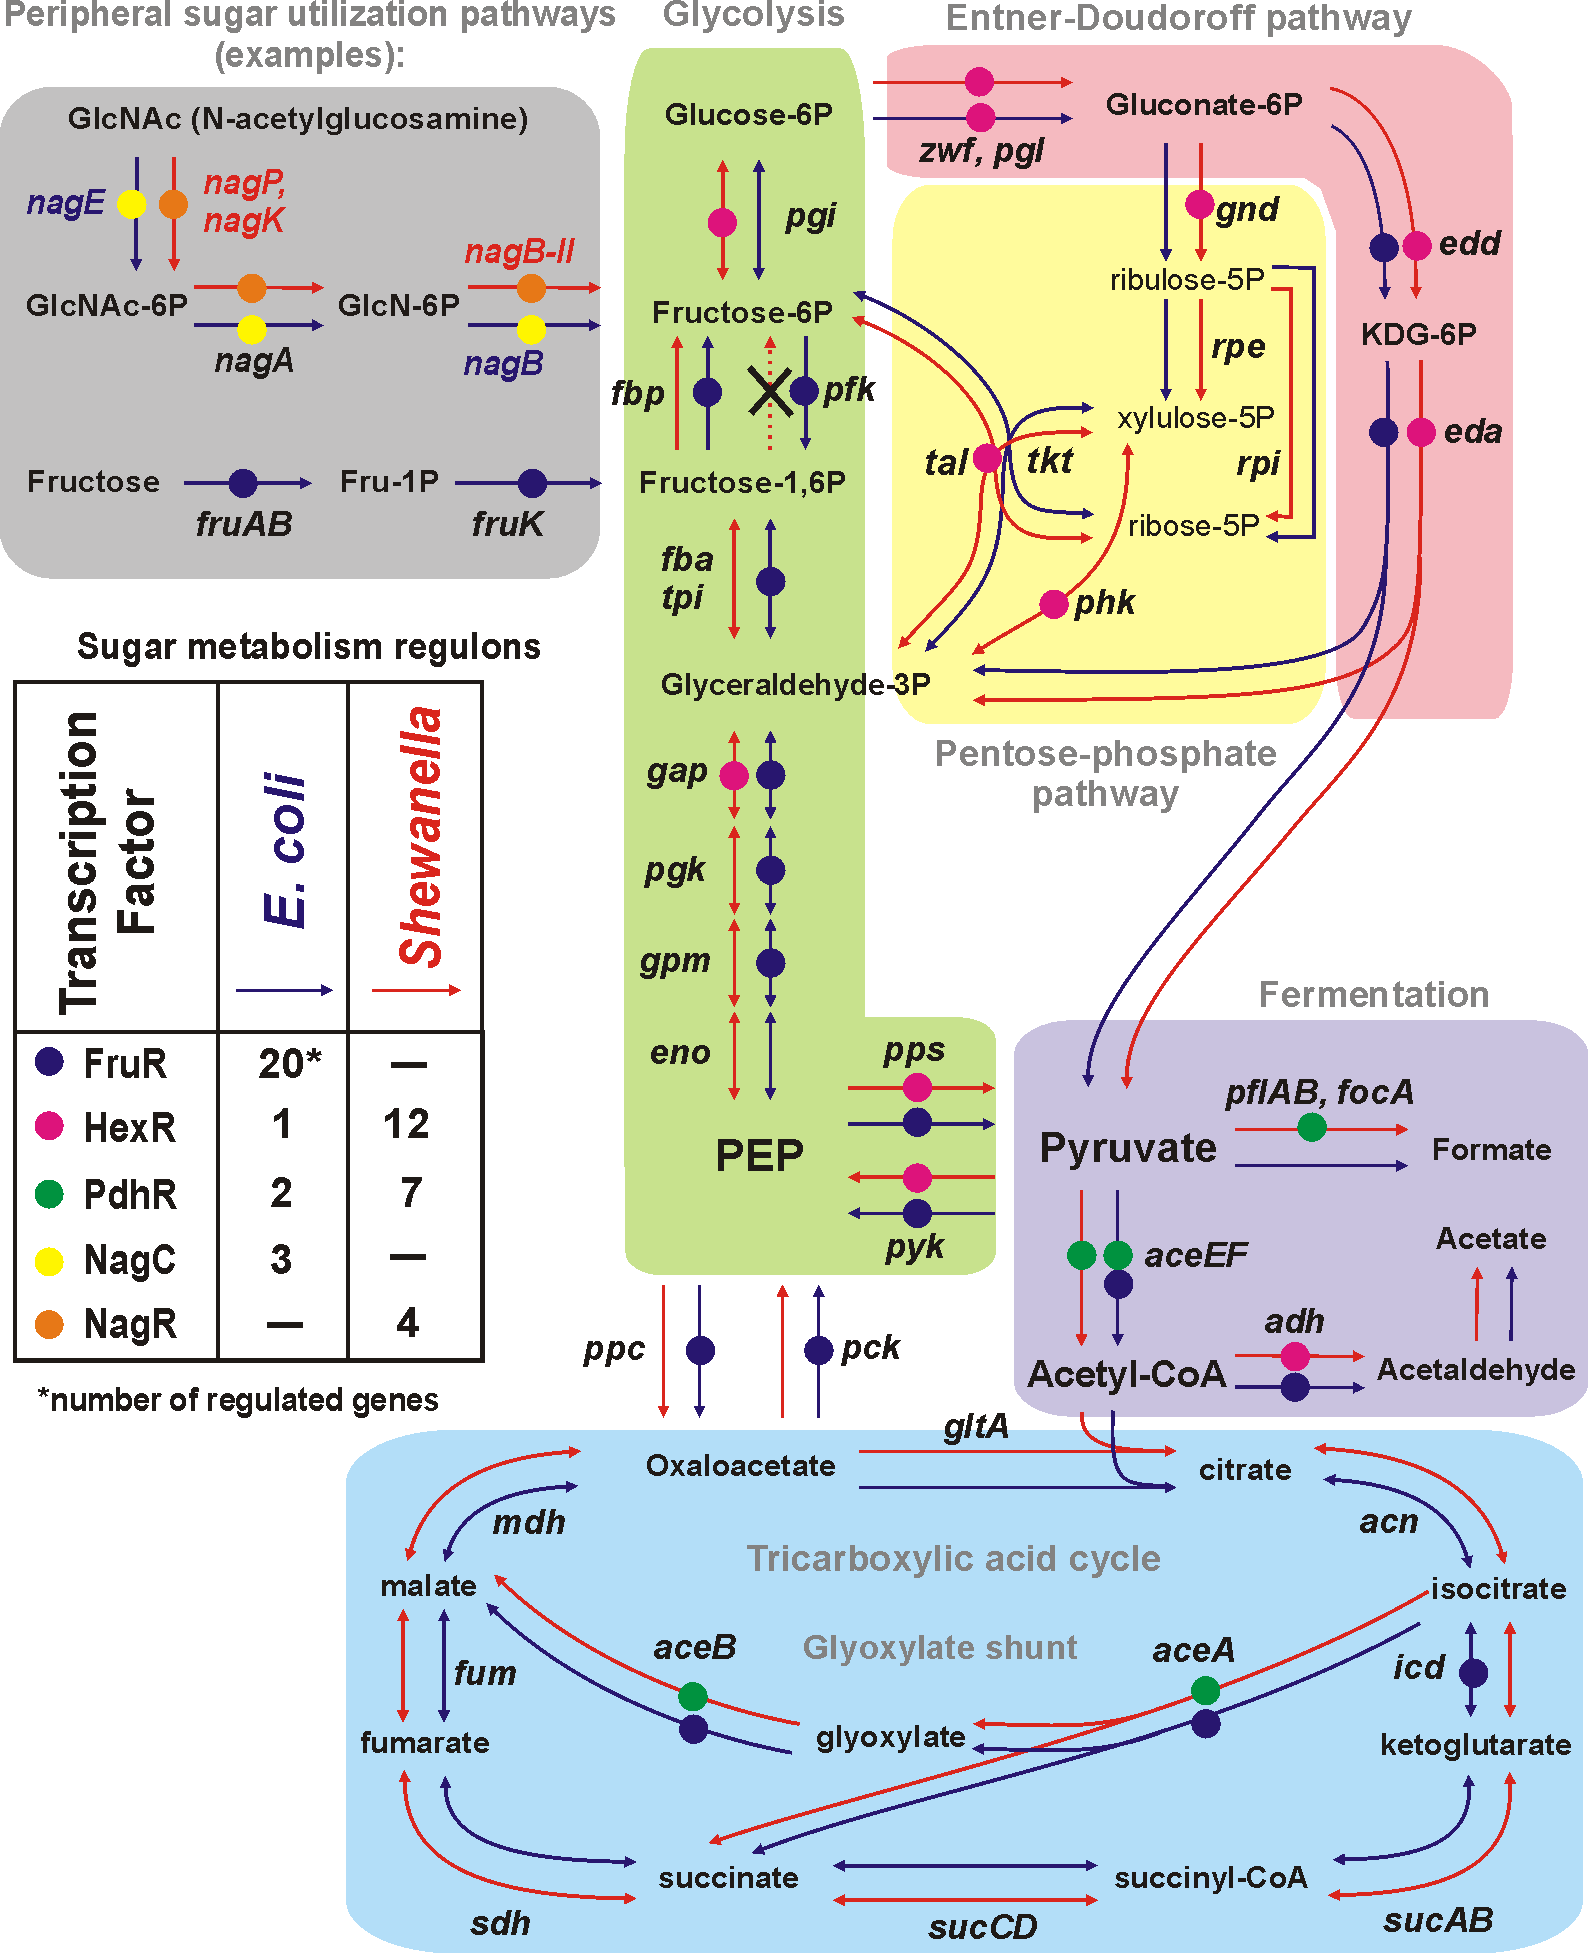 Peripheral sugar utilization pathways
(examples):
Glycolysis
Entner-Doudoroff pathway
GlcNAc (N-acetylglucosamine)
nagE
nagP,
nagK
GlcNAc-6P
nagA
GlcN-6P
nagB-II
nagB
Fructose
fruAB
Fru-1P
fruK
Glucose-6P
pgi
Fructose-6P
fbp
pfk
Fructose-1,6P
fba
tpi
Glyceraldehyde-3P
gap
pgk
gpm
eno
PEP
pps
pyk
zwf, pgl
Gluconate-6P
gnd
edd
ribulose-5P
KDG-6P
rpe
xylulose-5P
eda
tal
tkt
rpi
ribose-5P
phk
Pentose-phosphate
pathway
Sugar metabolism regulons
Transcription
Factor
E. coli
Shewanella
FruR 20* —
HexR 1 12
PdhR 2 7
NagC 3 —
NagR — 4
*number of regulated genes
Fermentation
pflAB, focA
Pyruvate
Formate
aceEF
Acetate
adh
Acetyl-CoA
Acetaldehyde
ppc
pck
gltA
Oxaloacetate
citrate
mdh
acn
Tricarboxylic acid cycle
malate
isocitrate
aceB
Glyoxylate shunt
aceA
fum
icd
fumarate
glyoxylate
ketoglutarate
succinate
succinyl-CoA
sdh
sucCD
sucAB